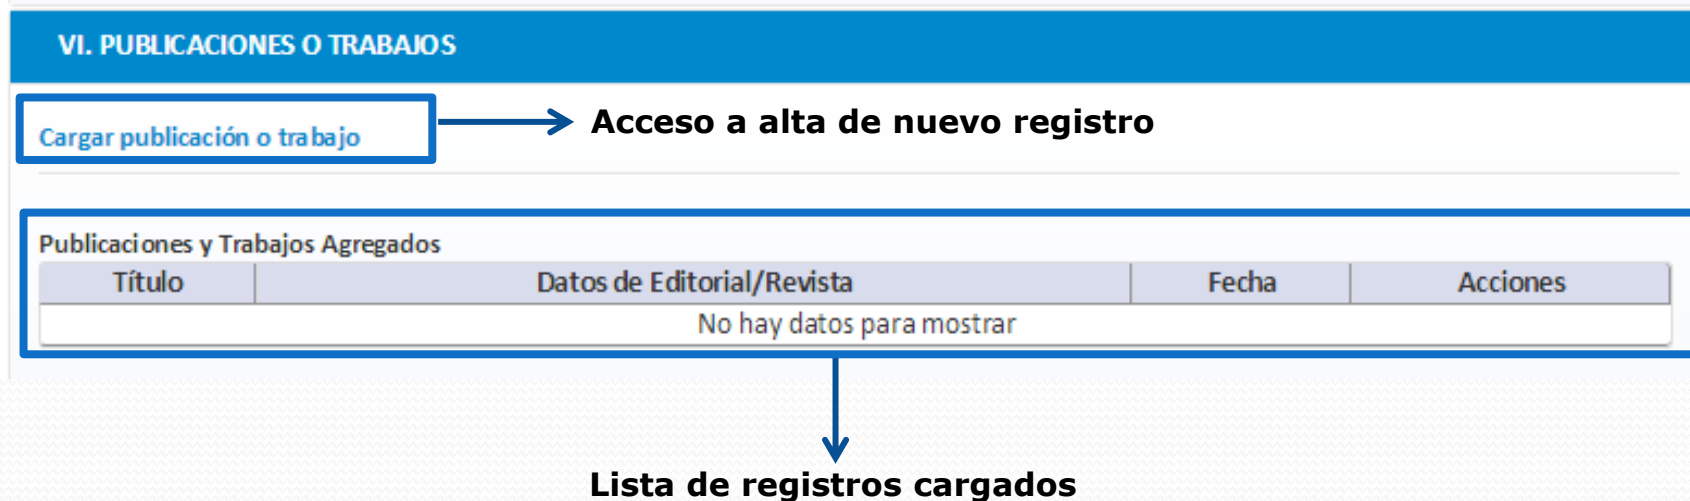 VI. PUBLICACIONES O TRABAJOS
Cargar publicación o trabajo
Acceso a alta de nuevo registro
Publicaciones y Trabajos Agregados
Título Datos de Editorial/Revista Fecha Acciones
No hay datos para mostrar
Lista de registros cargados